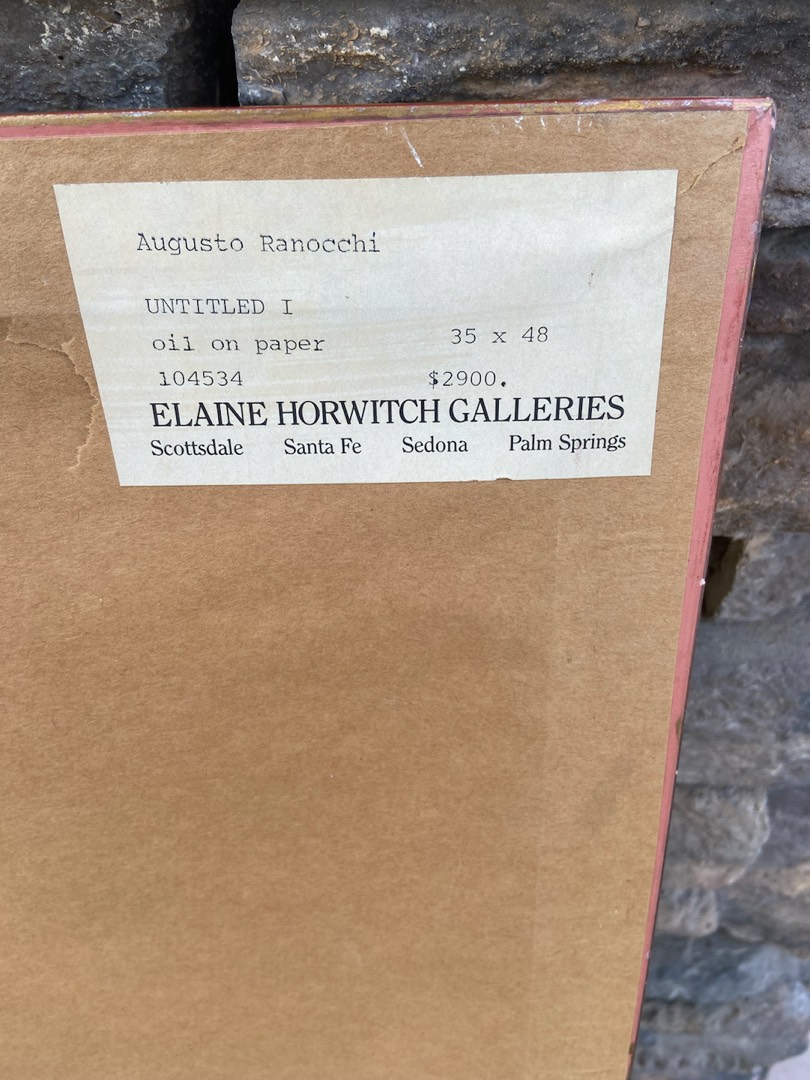 Augusto Ranocchi
UNTITLED I
oil on paper 35 x 48
104534 $2900.
ELAINE HORWITCH GALLERIES
Scottsdale Santa Fe Sedona Palm Springs